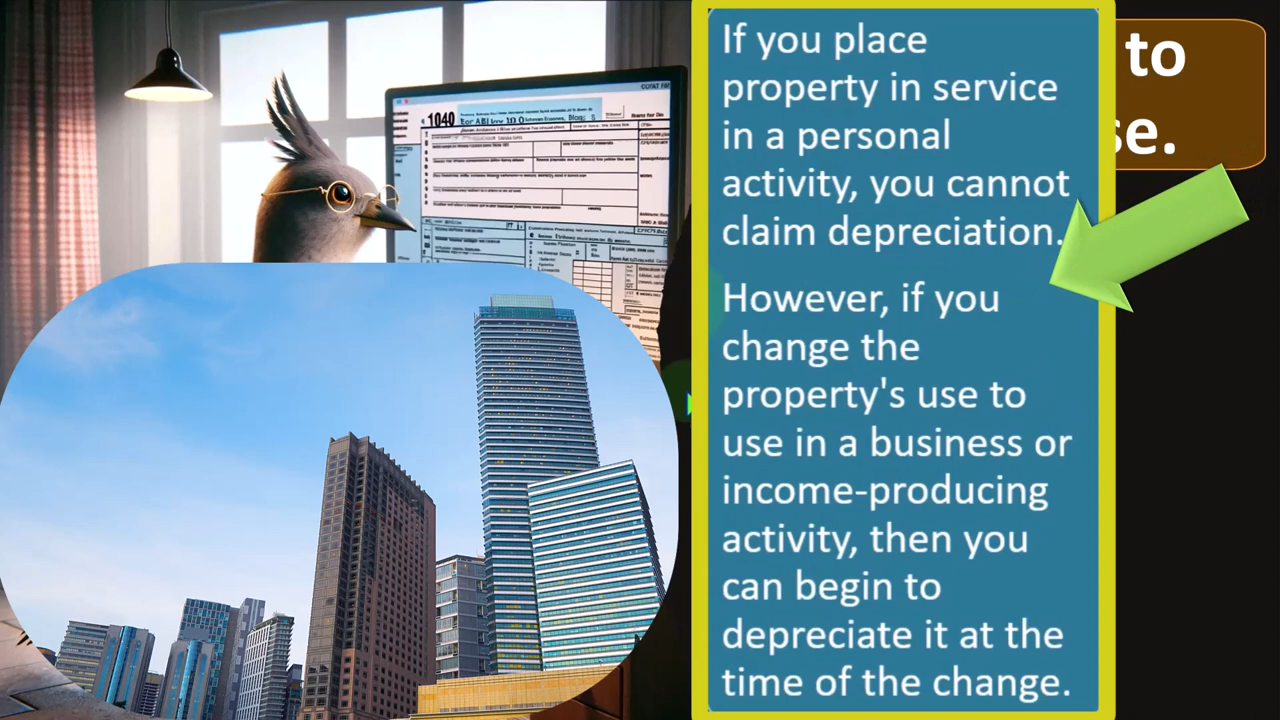 If you place
property in service
in a personal
activity, you cannot
claim depreciation.
However, if you
change the
property's use to
use in a business or
income-producing
activity, then you
can begin to
depreciate it at the
time of the change.
to
se.
1040